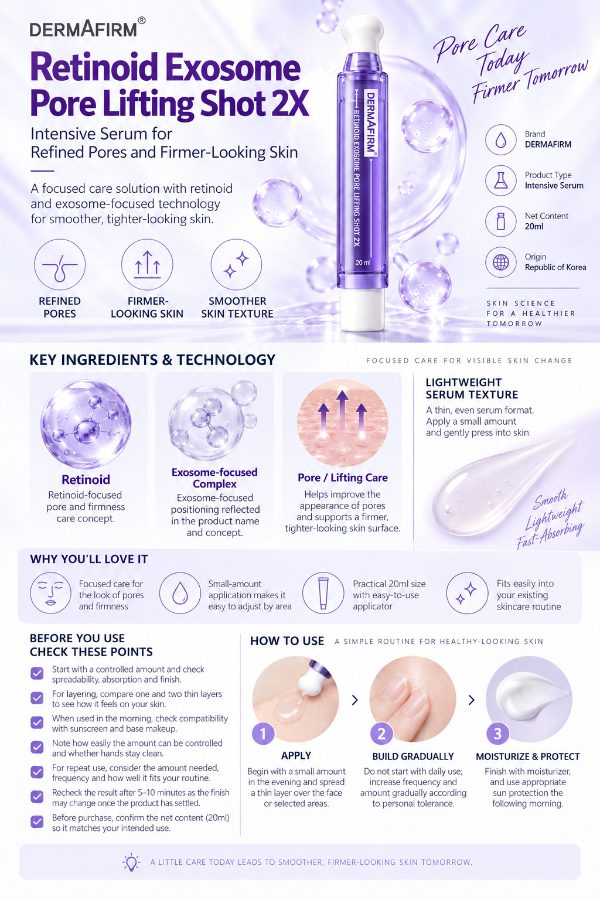 DERMAFIRM®
Retinoid Exosome
Pore Lifting Shot 2X
Intensive Serum for
Refined Pores and Firmer-Looking Skin
A focused care solution with retinoid
and exosome-focused technology
for smoother, tighter-looking skin.
REFINED
PORES
FIRMER-
LOOKING SKIN
SMOOTHER
SKIN TEXTURE
DERMAFIRM
RETINOID EXOSOME PORE LIFTING SHOT 2X
20 ml
Pore Care
Today
Firmer Tomorrow
Brand
DERMAFIRM
Product Type
Intensive Serum
Net Content
20ml
Origin
Republic of Korea
SKIN SCIENCE
FOR A HEALTHIER
TOMORROW
KEY INGREDIENTS & TECHNOLOGY
FOCUSED CARE FOR VISIBLE SKIN CHANGE
Retinoid
Retinoid-focused
pore and firmness
care concept.
Exosome-focused
Complex
Exosome-focused
positioning reflected
in the product name
and concept.
Pore / Lifting Care
Helps improve the
appearance of pores
and supports a firmer,
tighter-looking skin surface.
LIGHTWEIGHT
SERUM TEXTURE
A thin, even serum format.
Apply a small amount
and gently press into skin.
Smooth
Lightweight
Fast-Absorbing
WHY YOU'LL LOVE IT
Focused care for
the look of pores
and firmness
Small-amount
application makes it
easy to adjust by area
Practical 20ml size
with easy-to-use
applicator
Fits easily into
your existing
skincare routine
BEFORE YOU USE
CHECK THESE POINTS
Start with a controlled amount and check
spreadability, absorption and finish.
For layering, compare one and two thin layers
to see how it feels on your skin.
When used in the morning, check compatibility
with sunscreen and base makeup.
Note how easily the amount can be controlled
and whether hands stay clean.
For repeat use, consider the amount needed,
frequency and how well it fits your routine.
Recheck the result after 5–10 minutes as the finish
may change once the product has settled.
Before purchase, confirm the net content (20ml)
so it matches your intended use.
HOW TO USE
A SIMPLE ROUTINE FOR HEALTHY-LOOKING SKIN
1
APPLY
Begin with a small amount
in the evening and spread
a thin layer over the face
or selected areas.
2
BUILD GRADUALLY
Do not start with daily use;
increase frequency and
amount gradually according
to personal tolerance.
3
MOISTURIZE & PROTECT
Finish with moisturizer,
and use appropriate
sun protection the
following morning.
A LITTLE CARE TODAY LEADS TO SMOOTHER, FIRMER-LOOKING SKIN TOMORROW.